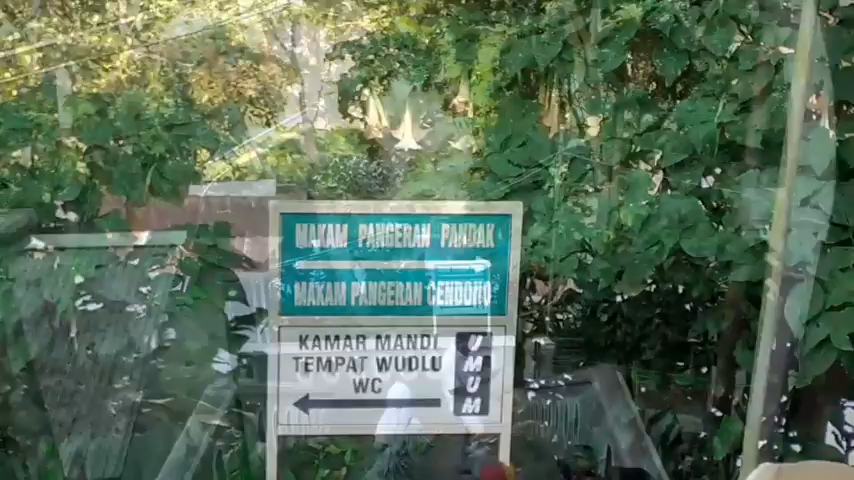 MAKAM PANGERAN PANDAK
MAKAM PANGERAN CENDONO
KAMAR MANDI
TEMPAT WUDLU
WC
UMUM